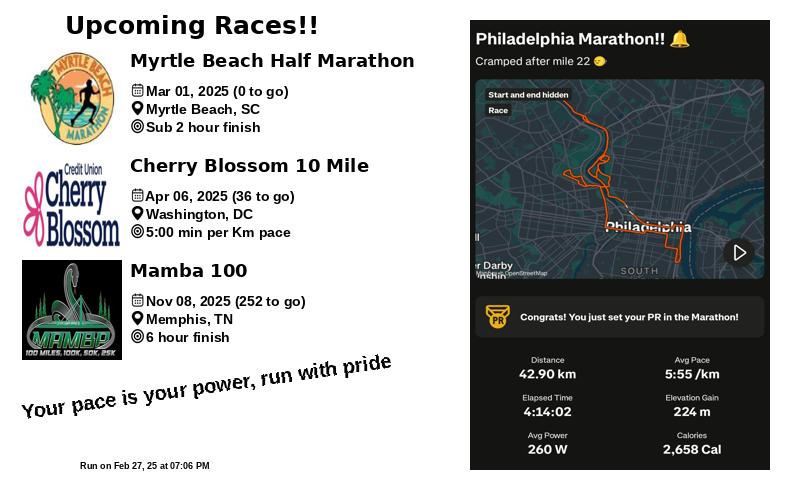 Upcoming Races!!
MYRTLE BEACH
MARATHON
Myrtle Beach Half Marathon
Mar 01, 2025 (0 to go)
Myrtle Beach, SC
Sub 2 hour finish
Credit Union
Cherry
Blossom
Cherry Blossom 10 Mile
Apr 06, 2025 (36 to go)
Washington, DC
5:00 min per Km pace
MAMBA
100 MILES, 100K, 50K, 25K
Mamba 100
Nov 08, 2025 (252 to go)
Memphis, TN
6 hour finish
Your pace is your power, run with pride
Run on Feb 27, 25 at 07:06 PM
Philadelphia Marathon!! 🔔
Cramped after mile 22
Start and end hidden
Race
Philadelphia
ll
r Darby
SOUTH
OpenStreetMap
PR
Congrats! You just set your PR in the Marathon!
Distance
42.90 km
Avg Pace
5:55 /km
Elapsed Time
4:14:02
Elevation Gain
224 m
Avg Power
260 W
Calories
2,658 Cal